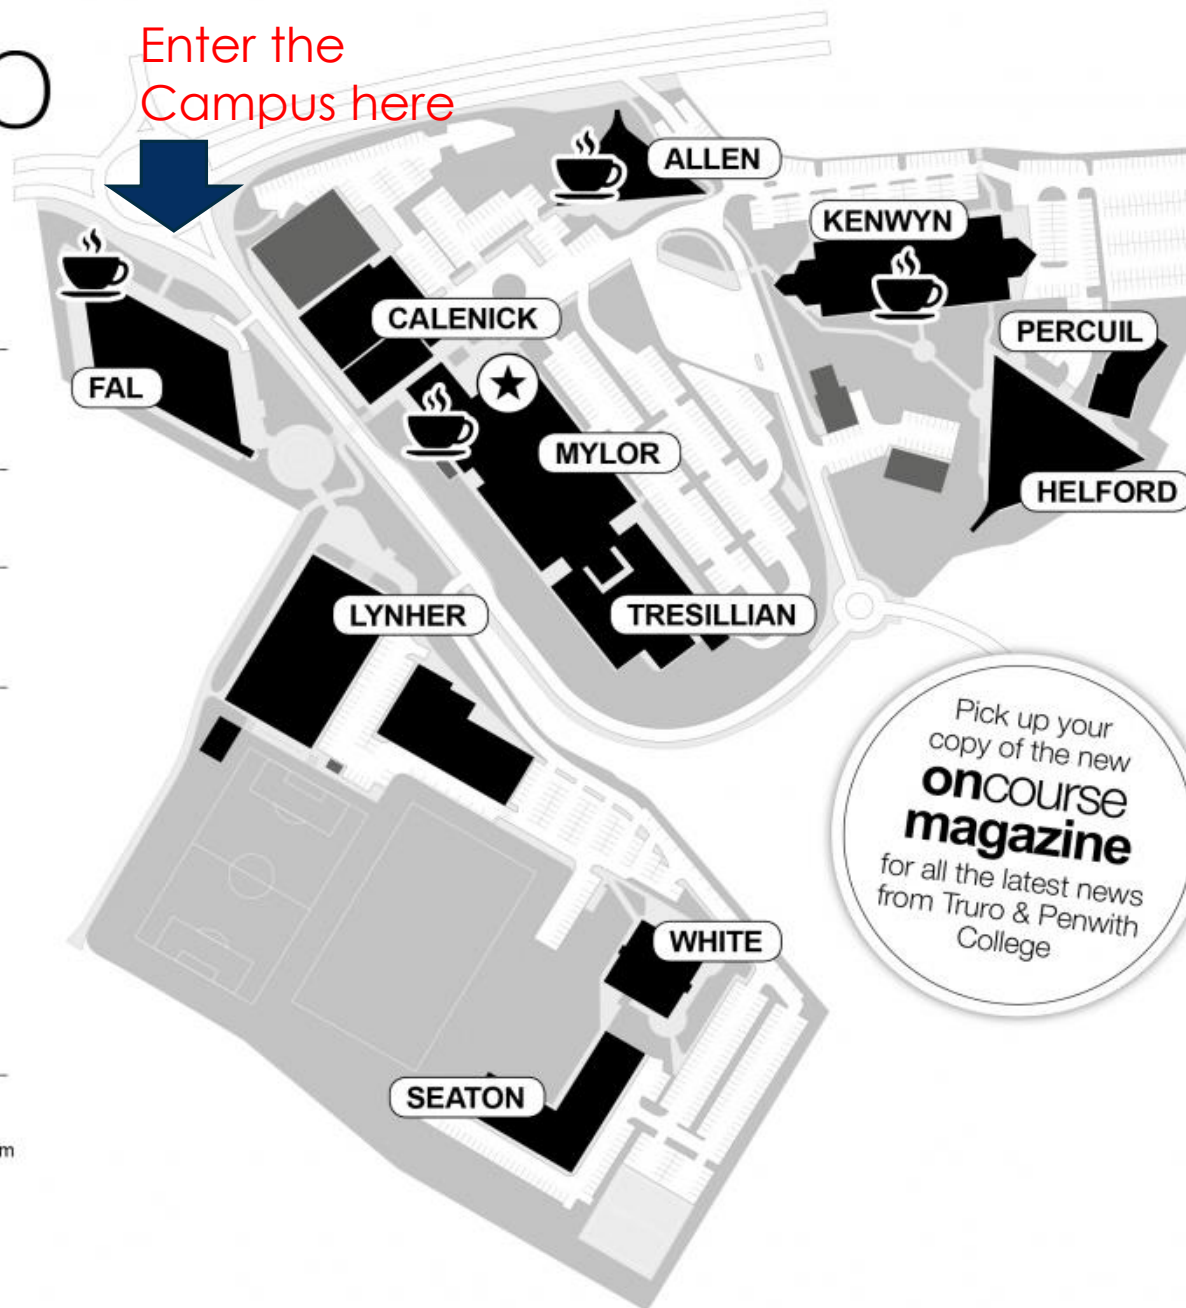 O
Enter the
Campus here
ALLEN
KENWYN
CALENICK
PERCUIL
FAL
MYLOR
HELFORD
LYNHER
TRESILLIAN
Pick up your
copy of the new
oncourse
magazine
for all the latest news
from Truro & Penwith
College
WHITE
SEATON
m